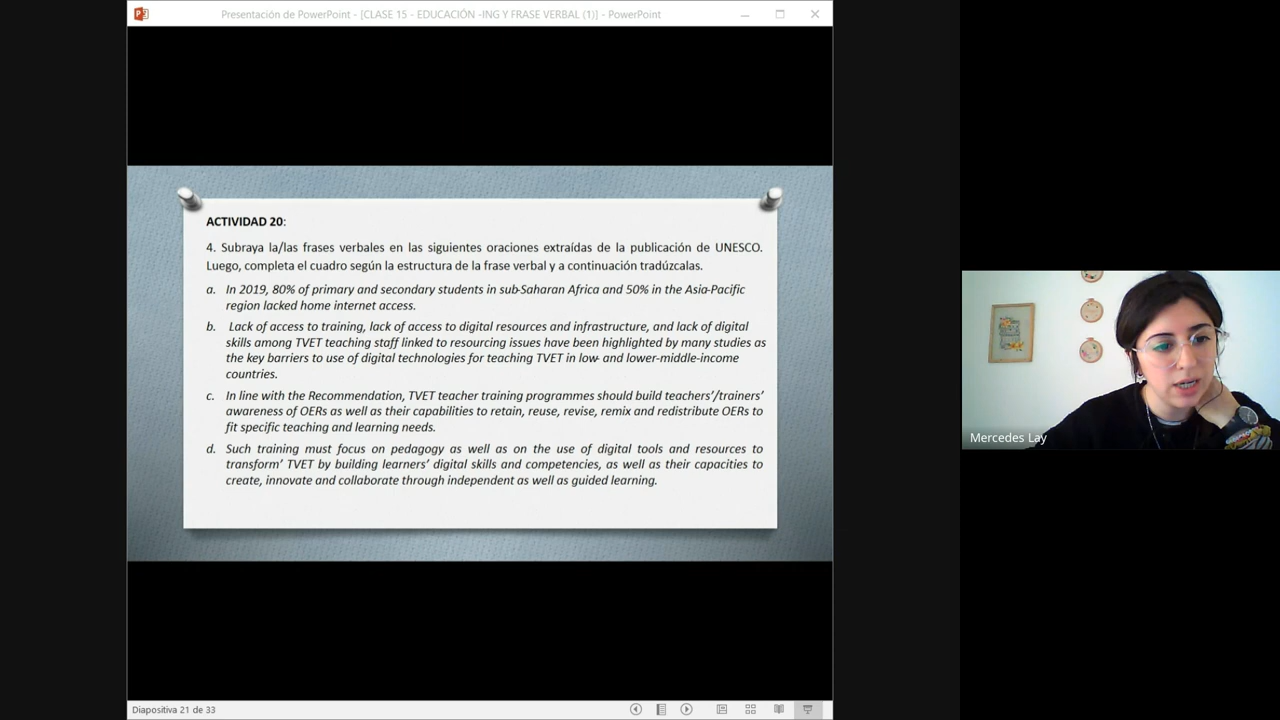 Presentación de PowerPoint - [CLASE 15 - EDUCACIÓN -ING Y FRASE VERBAL (1)] - PowerPoint
ACTIVIDAD 20:
4. Subraya la/las frases verbales en las siguientes oraciones extraídas de la publicación de UNESCO.
Luego, completa el cuadro según la estructura de la frase verbal y a continuación tradúzcalas.
a. In 2019, 80% of primary and secondary students in sub-Saharan Africa and 50% in the Asia-Pacific
region lacked home internet access.
b. Lack of access to training, lack of access to digital resources and infrastructure, and lack of digital
skills among TVET teaching staff linked to resourcing issues have been highlighted by many studies as
the key barriers to use of digital technologies for teaching TVET in low- and lower-middle-income
countries.
c. In line with the Recommendation, TVET teacher training programmes should build teachers'/trainers'
awareness of OERs as well as their capabilities to retain, reuse, revise, remix and redistribute OERs to
fit specific teaching and learning needs.
d. Such training must focus on pedagogy as well as on the use of digital tools and resources to
transform' TVET by building learners' digital skills and competencies, as well as their capacities to
create, innovate and collaborate through independent as well as guided learning.
Mercedes Lay
Diapositiva 21 de 33